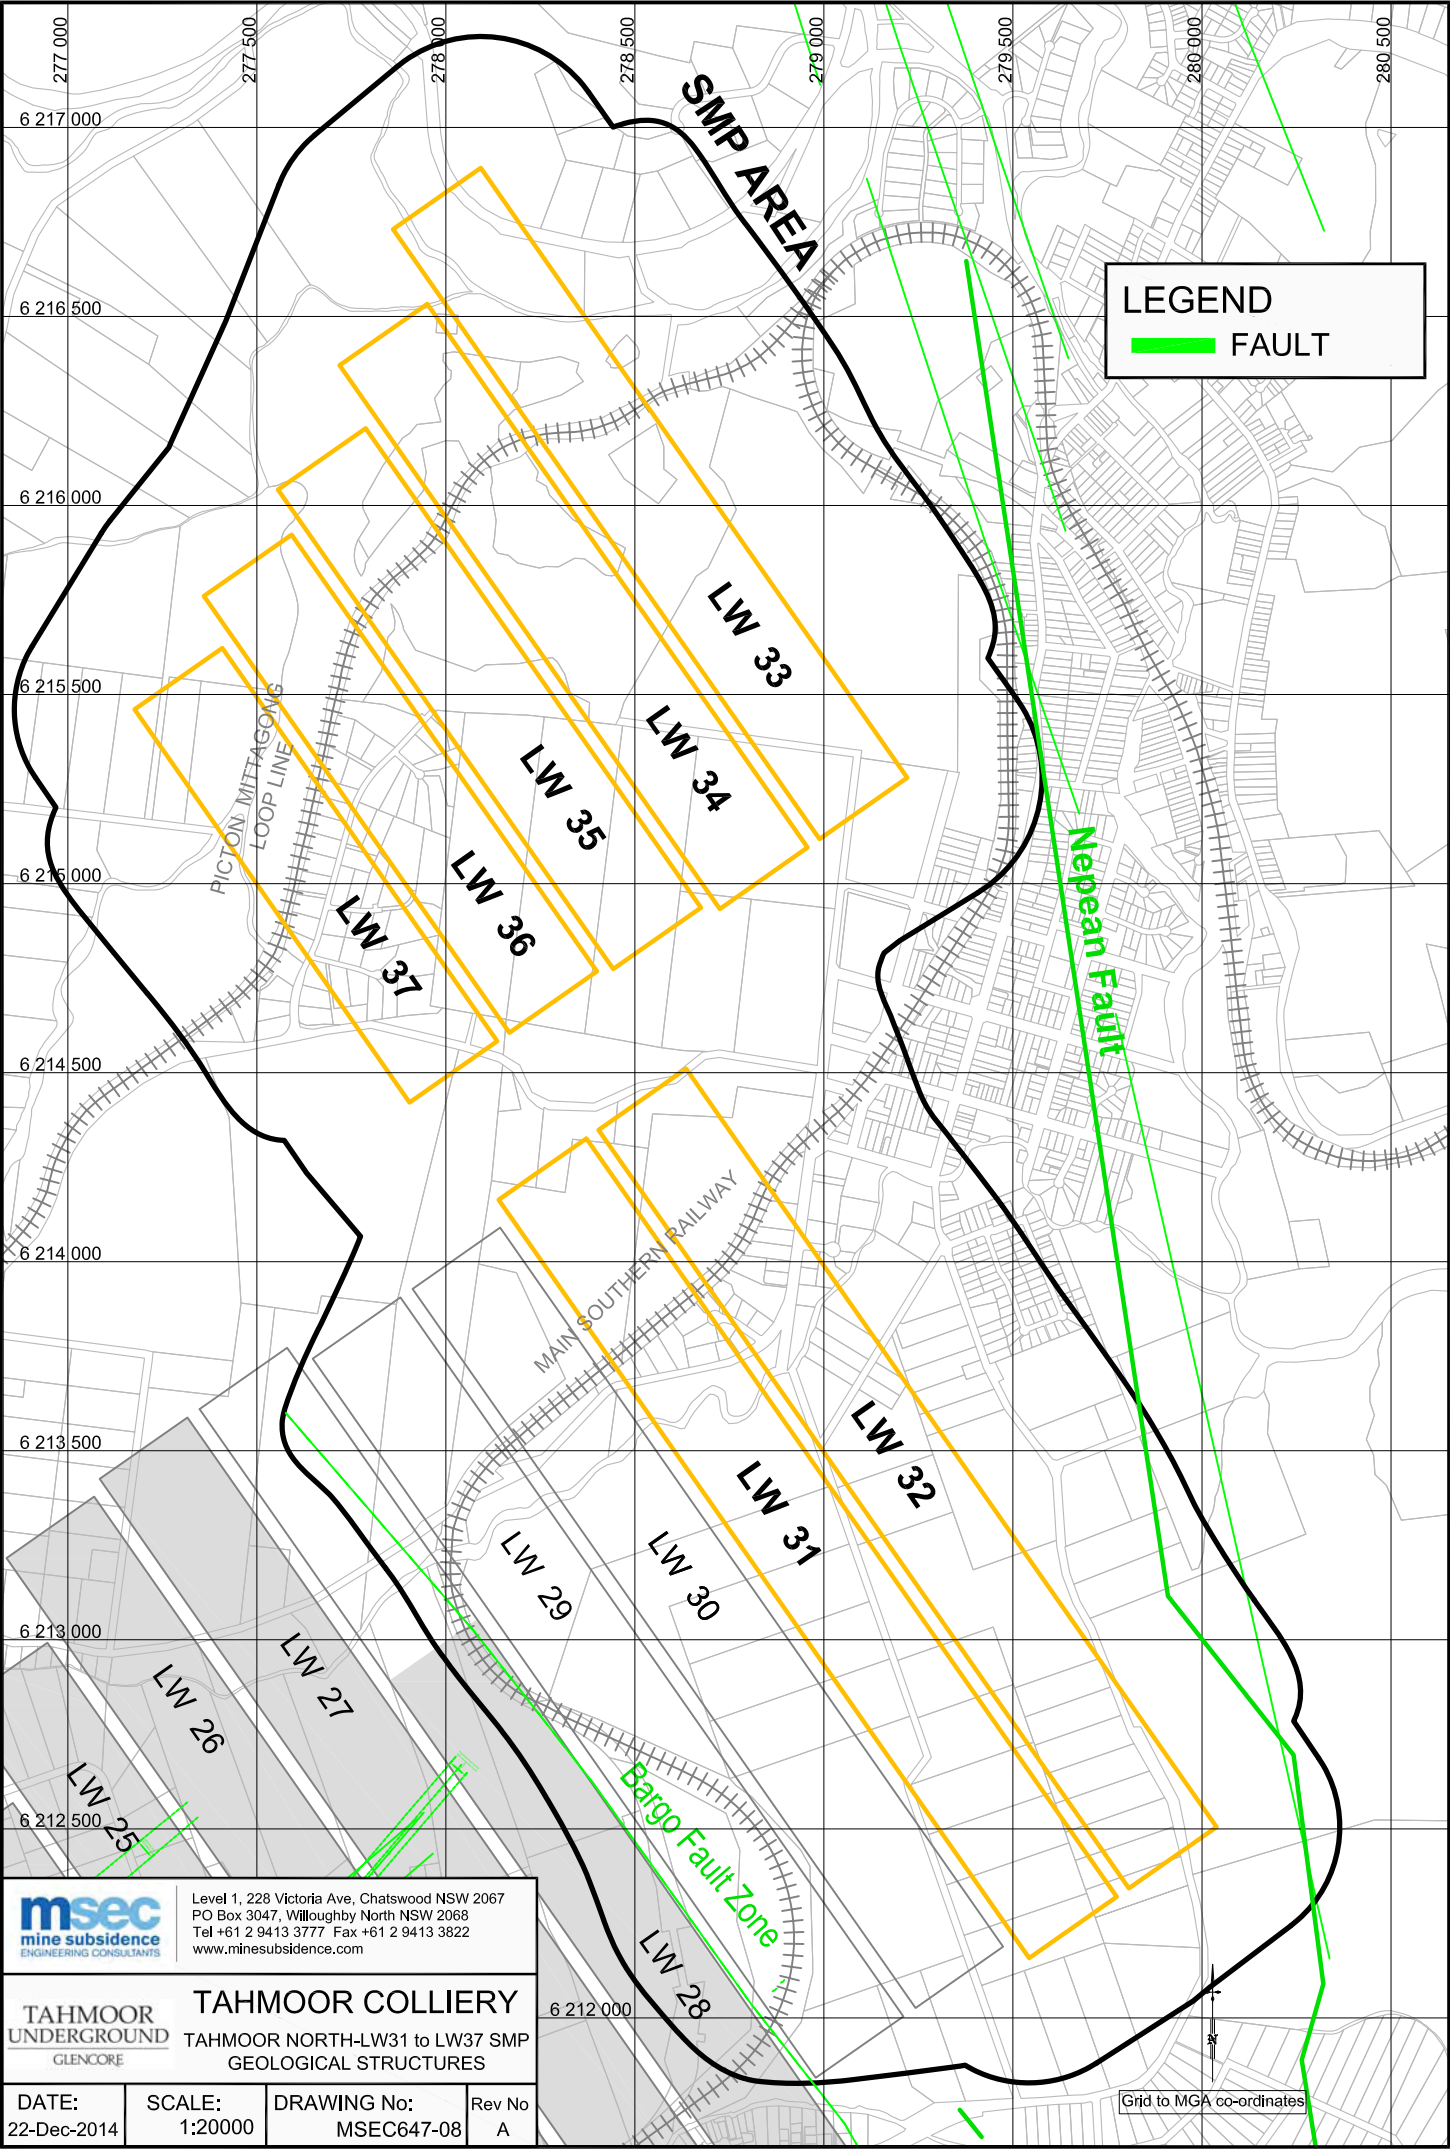 277 000
277 500
278 000
278 500
279 000
279 500
280 000
280 500
6 217 000
6 216 500
6 216 000
6 215 500
6 215 000
6 214 500
6 214 000
6 213 500
6 213 000
6 212 500
6 212 000
SMP AREA
LEGEND
FAULT
LW 33
LW 34
LW 35
LW 36
LW 37
PICTON MITTAGONG
LOOP LINE
Nepean Fault
MAIN SOUTHERN RAILWAY
LW 32
LW 31
LW 30
LW 29
LW 27
LW 26
LW 25
LW 28
Bargo Fault Zone
N
Grid to MGA co-ordinates
msec
mine subsidence
ENGINEERING CONSULTANTS
Level 1, 228 Victoria Ave, Chatswood NSW 2067
PO Box 3047, Willoughby North NSW 2068
Tel +61 2 9413 3777 Fax +61 2 9413 3822
www.minesubsidence.com
TAHMOOR
UNDERGROUND
GLENCORE
TAHMOOR COLLIERY
TAHMOOR NORTH-LW31 to LW37 SMP
GEOLOGICAL STRUCTURES
DATE:
22-Dec-2014
SCALE:
1:20000
DRAWING No:
MSEC647-08
Rev No
A